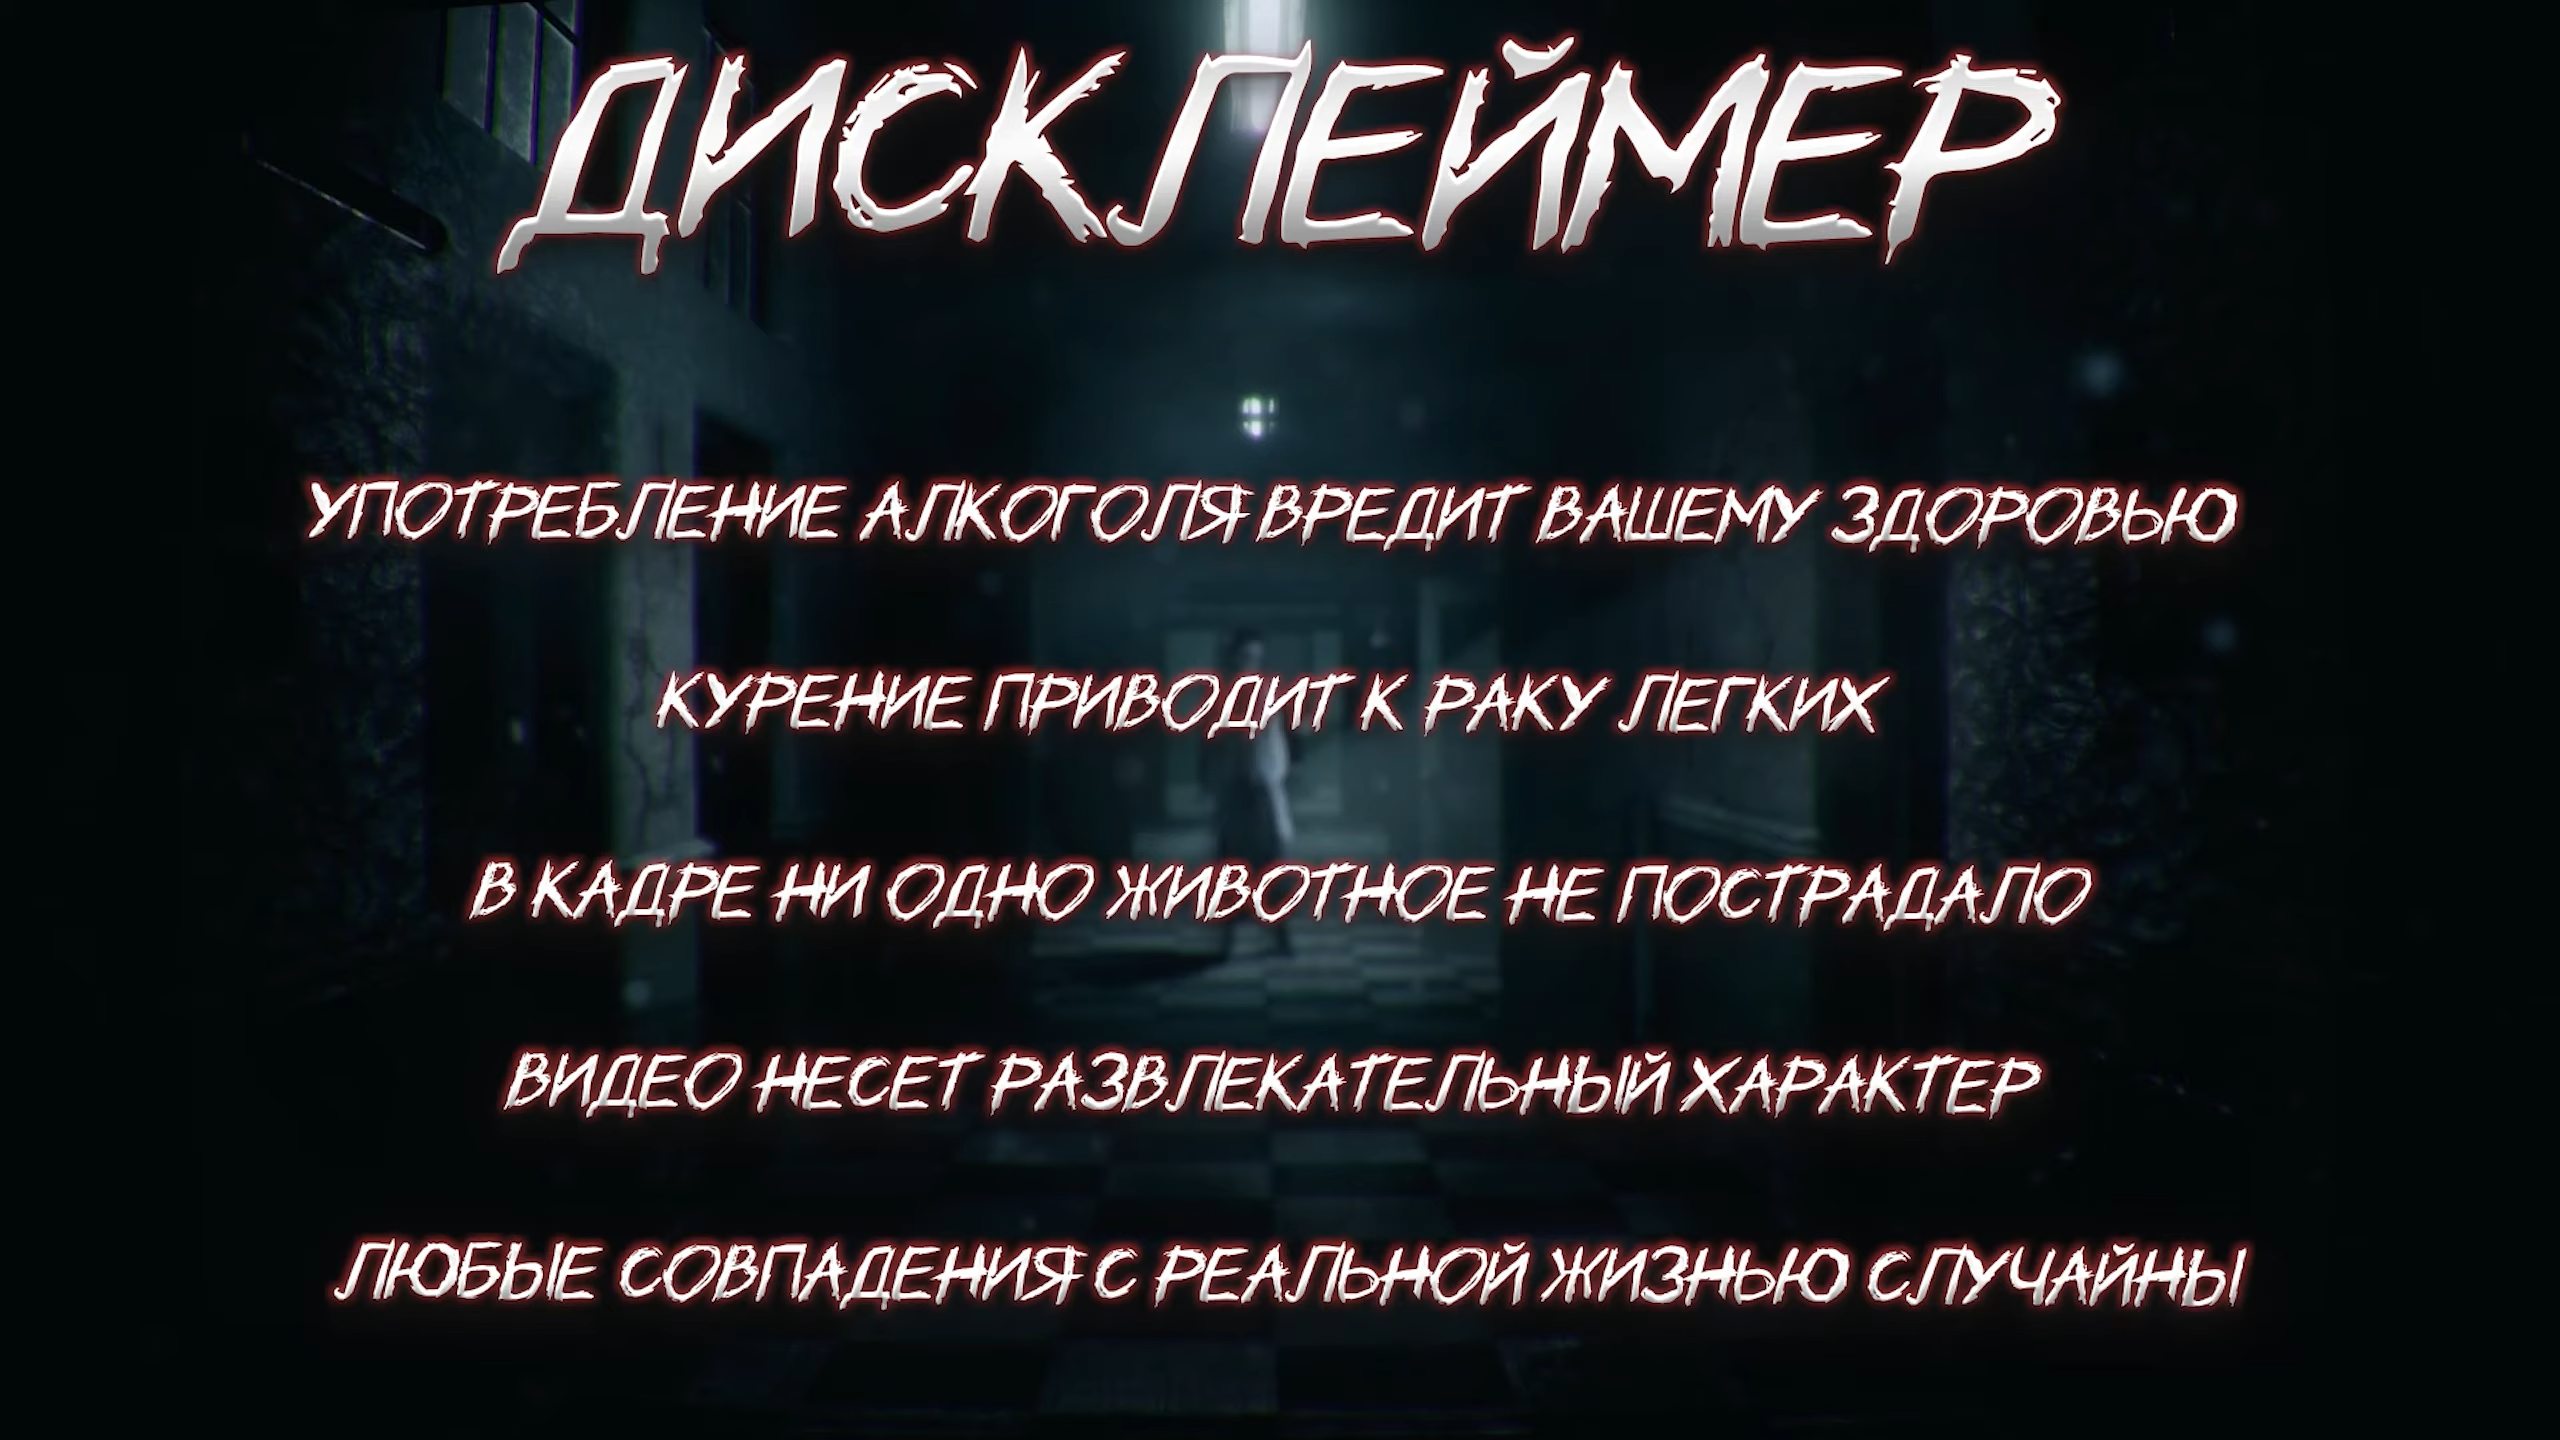 ДИСКЛЕЙМЕР
УПОТРЕБЛЕНИЕ АЛКОГОЛЯ ВРЕДИТ ВАШЕМУ ЗДОРОВЬЮ
КУРЕНИЕ ПРИВОДИТ К РАКУ ЛЕГКИХ
В КАДРЕ НИ ОДНО ЖИВОТНОЕ НЕ ПОСТРАДАЛО
ВИДЕО НЕСЕТ РАЗВЛЕКАТЕЛЬНЫЙ ХАРАКТЕР
ЛЮБЫЕ СОВПАДЕНИЯ С РЕАЛЬНОЙ ЖИЗНЬЮ СЛУЧАЙНЫ